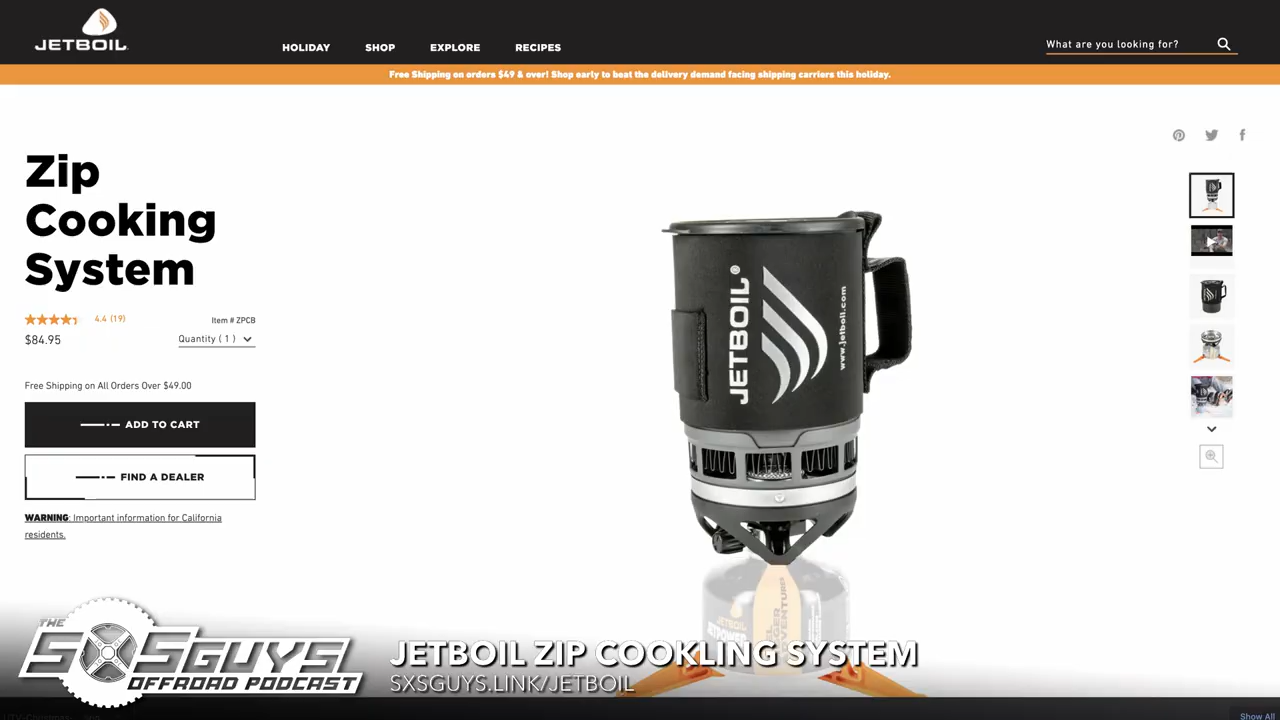 JETBOIL
HOLIDAY
SHOP
EXPLORE
RECIPES
What are you looking for?
Free Shipping on orders $49 & over! Shop early to beat the delivery demand facing shipping carriers this holiday.
Zip
Cooking
System
4.4 (19)
Item # ZPCB
$84.95
Quantity ( 1 )
Free Shipping on All Orders Over $49.00
ADD TO CART
FIND A DEALER
WARNING: Important information for California
residents.
JETBOIL
www.jetboil.com
JETBOIL
JETPOWER
THE
SXSGUYS
OFFROAD PODCAST
JETBOIL ZIP COOKLING SYSTEM
SXSGUYS.LINK/JETBOIL
Show All